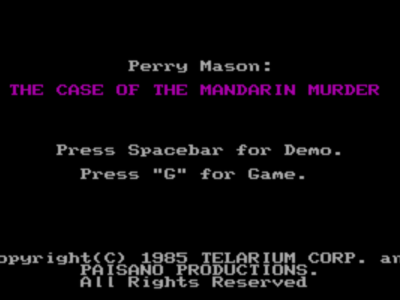 Perry Mason:
THE CASE OF THE MANDARIN MURDER
Press Spacebar for Demo.
Press "G" for Game.
opyright(C) 1985 TELARIUM CORP. an
PAISANO PRODUCTIONS.
All Rights Reserved